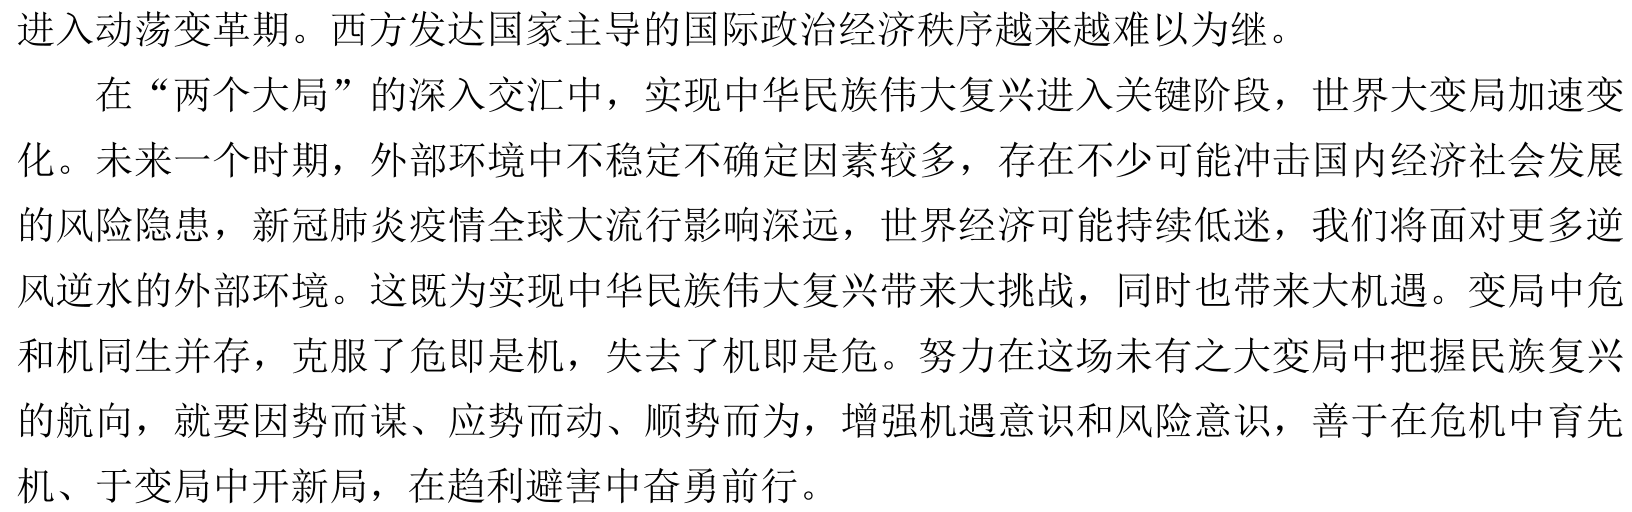 进入动荡变革期。西方发达国家主导的国际政治经济秩序越来越难以为继。
在“两个大局”的深入交汇中，实现中华民族伟大复兴进入关键阶段，世界大变局加速变
化。未来一个时期，外部环境中不稳定不确定因素较多，存在不少可能冲击国内经济社会发展
的风险隐患，新冠肺炎疫情全球大流行影响深远，世界经济可能持续低迷，我们将面对更多逆
风逆水的外部环境。这既为实现中华民族伟大复兴带来大挑战，同时也带来大机遇。变局中危
和机同生并存，克服了危即是机，失去了机即是危。努力在这场未有之大变局中把握民族复兴
的航向，就要因势而谋、应势而动、顺势而为，增强机遇意识和风险意识，善于在危机中育先
机、于变局中开新局，在趋利避害中奋勇前行。